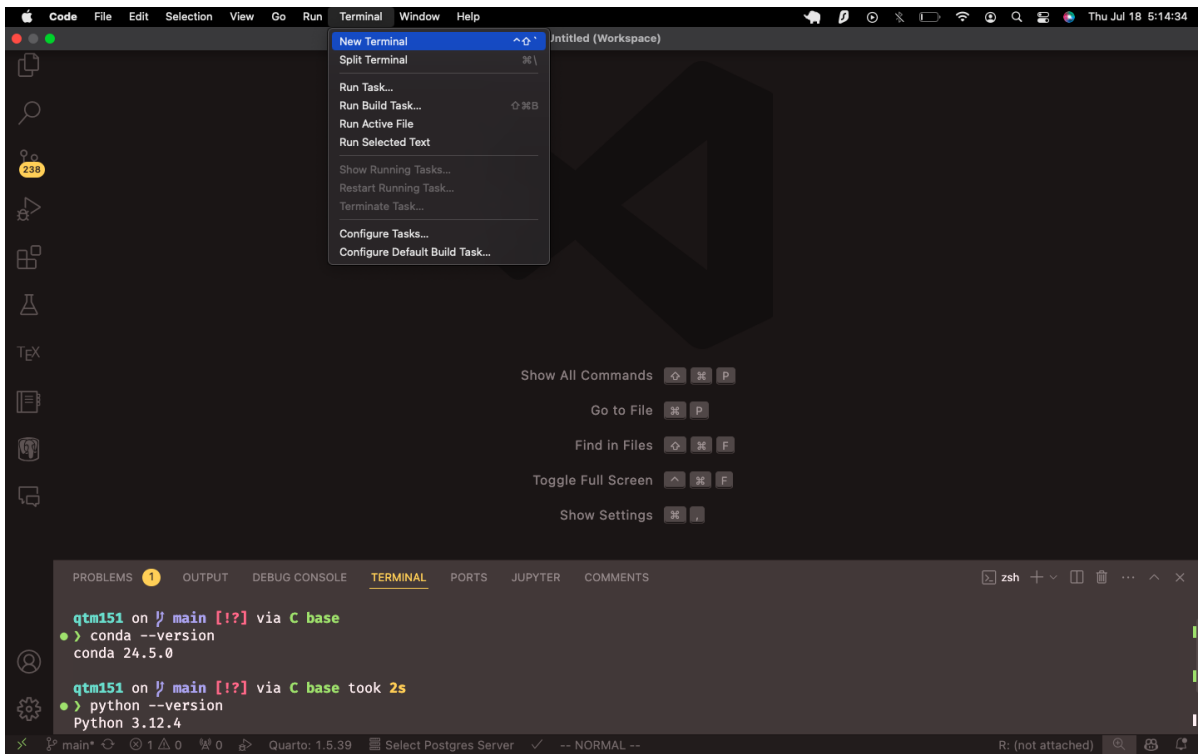 Code File Edit Selection View Go Run Terminal Window Help Thu Jul 18 5:14:34
Untitled (Workspace)
New Terminal ^⇧`
Split Terminal ⌘\
Run Task...
Run Build Task... ⇧⌘B
Run Active File
Run Selected Text
Show Running Tasks...
Restart Running Task...
Terminate Task...
Configure Tasks...
Configure Default Build Task...
238
TEX
Show All Commands ⇧ ⌘ P
Go to File ⌘ P
Find in Files ⇧ ⌘ F
Toggle Full Screen ^ ⌘ F
Show Settings ⌘ ,
PROBLEMS 1 OUTPUT DEBUG CONSOLE TERMINAL PORTS JUPYTER COMMENTS zsh
qtm151 on main [!?] via C base
❯ conda --version
conda 24.5.0
qtm151 on main [!?] via C base took 2s
❯ python --version
Python 3.12.4
main* 1 0 0 Quarto: 1.5.39 Select Postgres Server -- NORMAL -- R: (not attached)